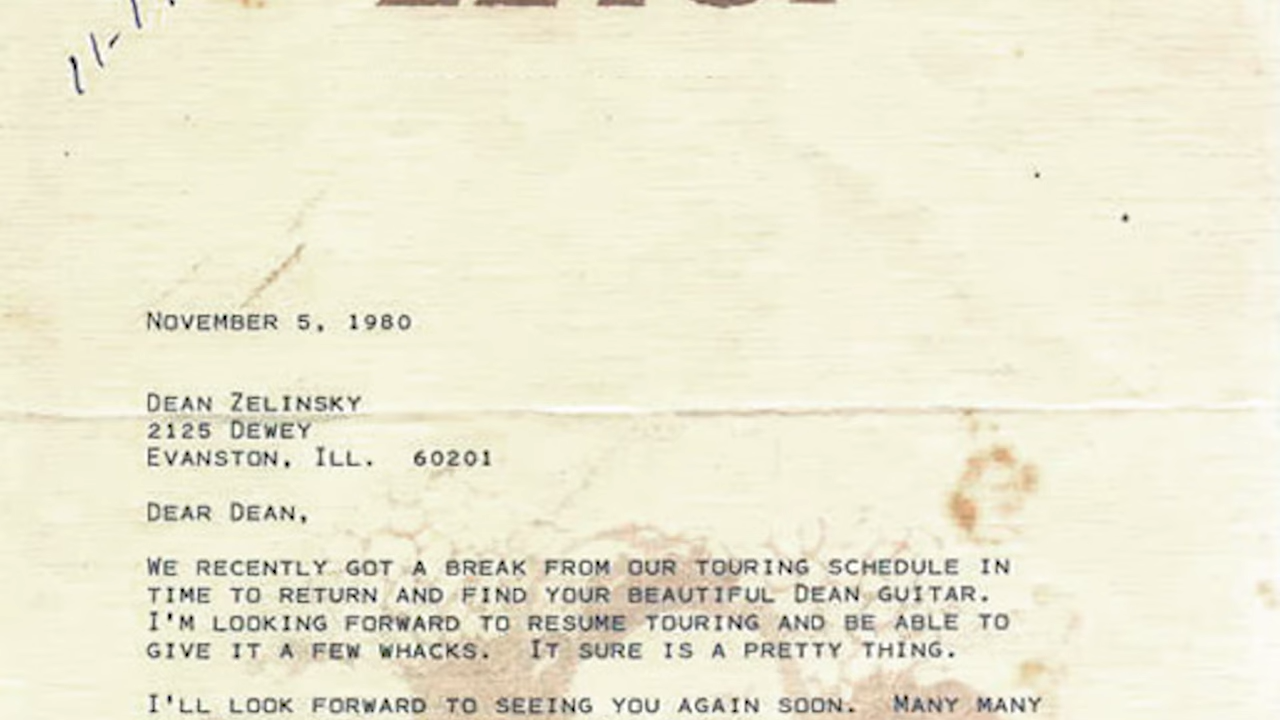 November 5, 1980
Dean Zelinsky
2125 Dewey
Evanston, Ill. 60201
Dear Dean,
We recently got a break from our touring schedule in
time to return and find your beautiful Dean guitar.
I'm looking forward to resume touring and be able to
give it a few whacks. It sure is a pretty thing.
I'll look forward to seeing you again soon. Many many